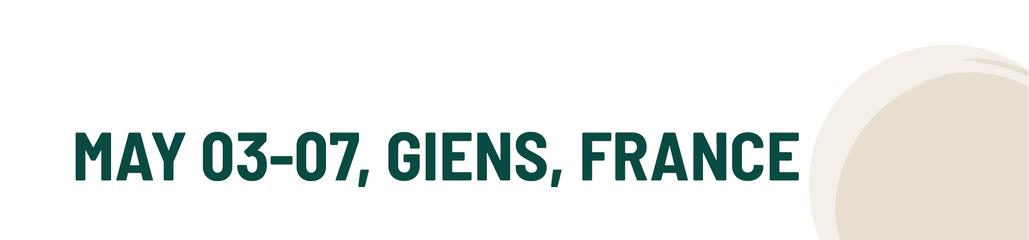 MAY 03-07, GIENS, FRANCE